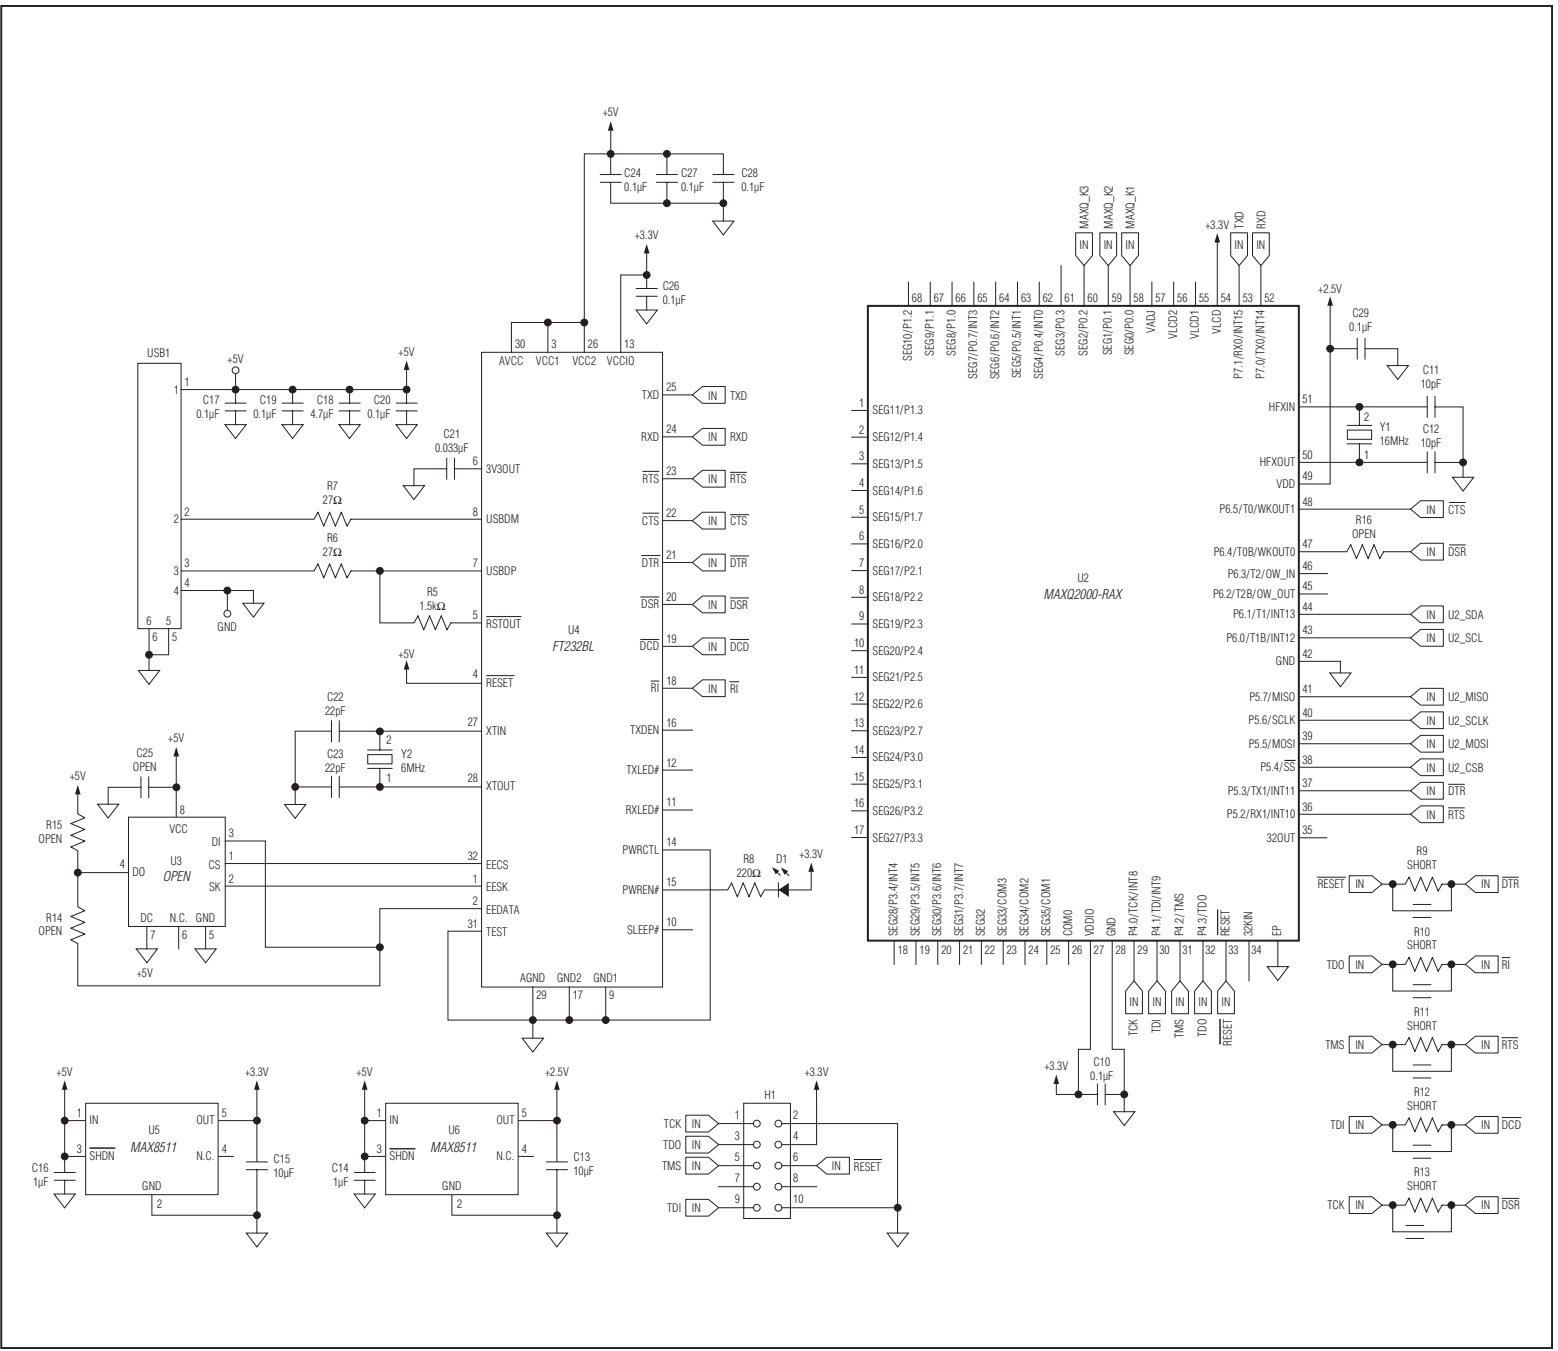 +5V
C24
0.1µF
C27
0.1µF
C28
0.1µF
+3.3V
C26
0.1µF
30
3
26
13
AVCC
VCC1
VCC2
VCCIO
USB1
1
1
+5V
+5V
C17
0.1µF
C19
0.1µF
C18
4.7µF
C20
0.1µF
C21
0.033µF
6
3V3OUT
R7
27Ω
2
2
8
USBDM
R6
27Ω
3
3
7
USBDP
4
4
GND
R5
1.5kΩ
5
RSTOUT
6
5
6
5
+5V
4
RESET
U4
FT232BL
C22
22pF
27
XTIN
2
Y2
6MHz
C23
22pF
1
28
XTOUT
TXD
25
IN
TXD
RXD
24
IN
RXD
RTS
23
IN
RTS
CTS
22
IN
CTS
DTR
21
IN
DTR
DSR
20
IN
DSR
DCD
19
IN
DCD
RI
18
IN
RI
TXDEN
16
TXLED#
12
RXLED#
11
PWRCTL
14
PWREN#
15
SLEEP#
10
R8
220Ω
D1
+3.3V
+5V
R15
OPEN
R14
OPEN
C25
OPEN
+5V
8
VCC
DI
3
4
DO
U3
OPEN
CS
1
SK
2
DC
N.C.
GND
7
6
5
+5V
32
EECS
1
EESK
2
EEDATA
31
TEST
AGND
GND2
GND1
29
17
9
+5V
1
IN
3
SHDN
U5
MAX8511
OUT
5
N.C.
4
GND
2
C16
1µF
+3.3V
C15
10µF
+5V
1
IN
3
SHDN
U6
MAX8511
OUT
5
N.C.
4
GND
2
C14
1µF
+2.5V
C13
10µF
H1
+3.3V
TCK
IN
1
2
TDO
IN
3
4
TMS
IN
5
6
IN
RESET
7
8
TDI
IN
9
10
MAXQ_K3
IN
MAXQ_K2
IN
MAXQ_K1
IN
+3.3V
TXD
IN
RXD
IN
68
67
66
65
64
63
62
61
60
59
58
57
56
55
54
53
52
SEG10/P1.2
SEG9/P1.1
SEG8/P1.0
SEG7/P0.7/INT3
SEG6/P0.6/INT2
SEG5/P0.5/INT1
SEG4/P0.4/INT0
SEG3/P0.3
SEG2/P0.2
SEG1/P0.1
SEG0/P0.0
VADJ
VLCD2
VLCD1
VLCD
P7.1/RX0/INT15
P7.0/TX0/INT14
1
SEG11/P1.3
2
SEG12/P1.4
3
SEG13/P1.5
4
SEG14/P1.6
5
SEG15/P1.7
6
SEG16/P2.0
7
SEG17/P2.1
8
SEG18/P2.2
9
SEG19/P2.3
10
SEG20/P2.4
11
SEG21/P2.5
12
SEG22/P2.6
13
SEG23/P2.7
14
SEG24/P3.0
15
SEG25/P3.1
16
SEG26/P3.2
17
SEG27/P3.3
U2
MAXQ2000-RAX
+2.5V
C29
0.1µF
HFXIN
51
C11
10pF
2
Y1
16MHz
C12
10pF
1
HFXOUT
50
VDD
49
P6.5/T0/WKOUT1
48
IN
CTS
P6.4/T0B/WKOUT0
47
R16
OPEN
IN
DSR
P6.3/T2/OW_IN
46
P6.2/T2B/OW_OUT
45
P6.1/T1/INT13
44
IN
U2_SDA
P6.0/T1B/INT12
43
IN
U2_SCL
GND
42
P5.7/MISO
41
IN
U2_MISO
P5.6/SCLK
40
IN
U2_SCLK
P5.5/MOSI
39
IN
U2_MOSI
P5.4/SS
38
IN
U2_CSB
P5.3/TX1/INT11
37
IN
DTR
P5.2/RX1/INT10
36
IN
RTS
32OUT
35
SEG28/P3.4/INT4
SEG29/P3.5/INT5
SEG30/P3.6/INT6
SEG31/P3.7/INT7
SEG32
SEG33/COM3
SEG34/COM2
SEG35/COM1
COM0
VDDIO
GND
P4.0/TCK/INT8
P4.1/TDI/INT9
P4.2/TMS
P4.3/TDO
RESET
32KIN
EP
18
19
20
21
22
23
24
25
26
27
28
29
30
31
32
33
34
IN
TCK
IN
TDI
IN
TMS
IN
TDO
IN
RESET
+3.3V
C10
0.1µF
R9
SHORT
RESET
IN
IN
DTR
R10
SHORT
TDO
IN
IN
RI
R11
SHORT
TMS
IN
IN
RTS
R12
SHORT
TDI
IN
IN
DCD
R13
SHORT
TCK
IN
IN
DSR